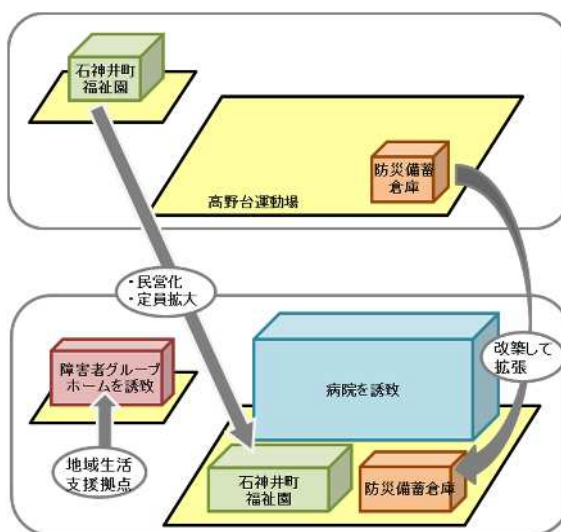 石神井町
福祉園
防災備蓄
倉庫
高野台運動場
・民営化
・定員拡大
改築して
拡張
障害者グループ
ホームを誘致
病院を誘致
地域生活
支援拠点
石神井町
福祉園
防災備蓄倉庫